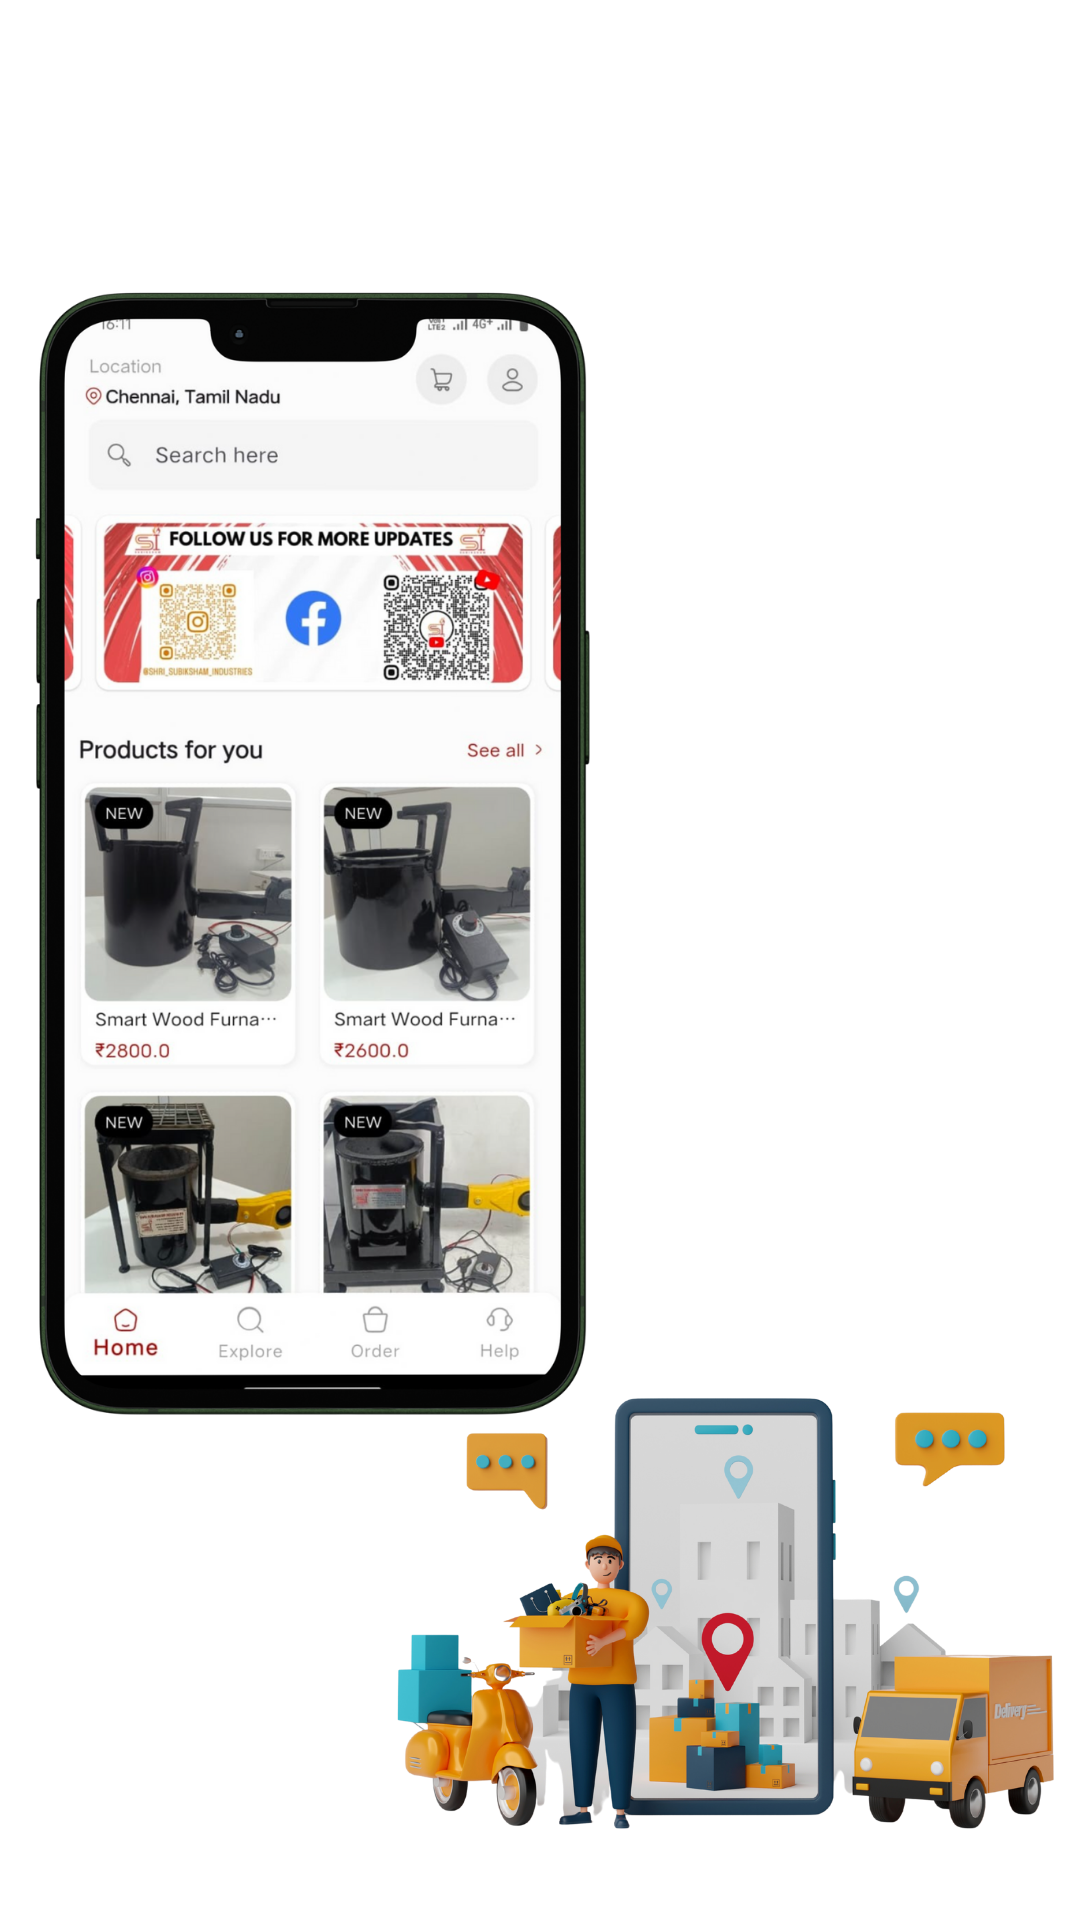 16:11
LTE2 4G+
Location
Chennai, Tamil Nadu
Search here
FOLLOW US FOR MORE UPDATES
@SHRI_SUBIKSHAM_INDUSTRIES
Products for you
See all
NEW
NEW
Smart Wood Furna···
Smart Wood Furna···
₹2800.0
₹2600.0
NEW
NEW
Home
Explore
Order
Help
Delivery